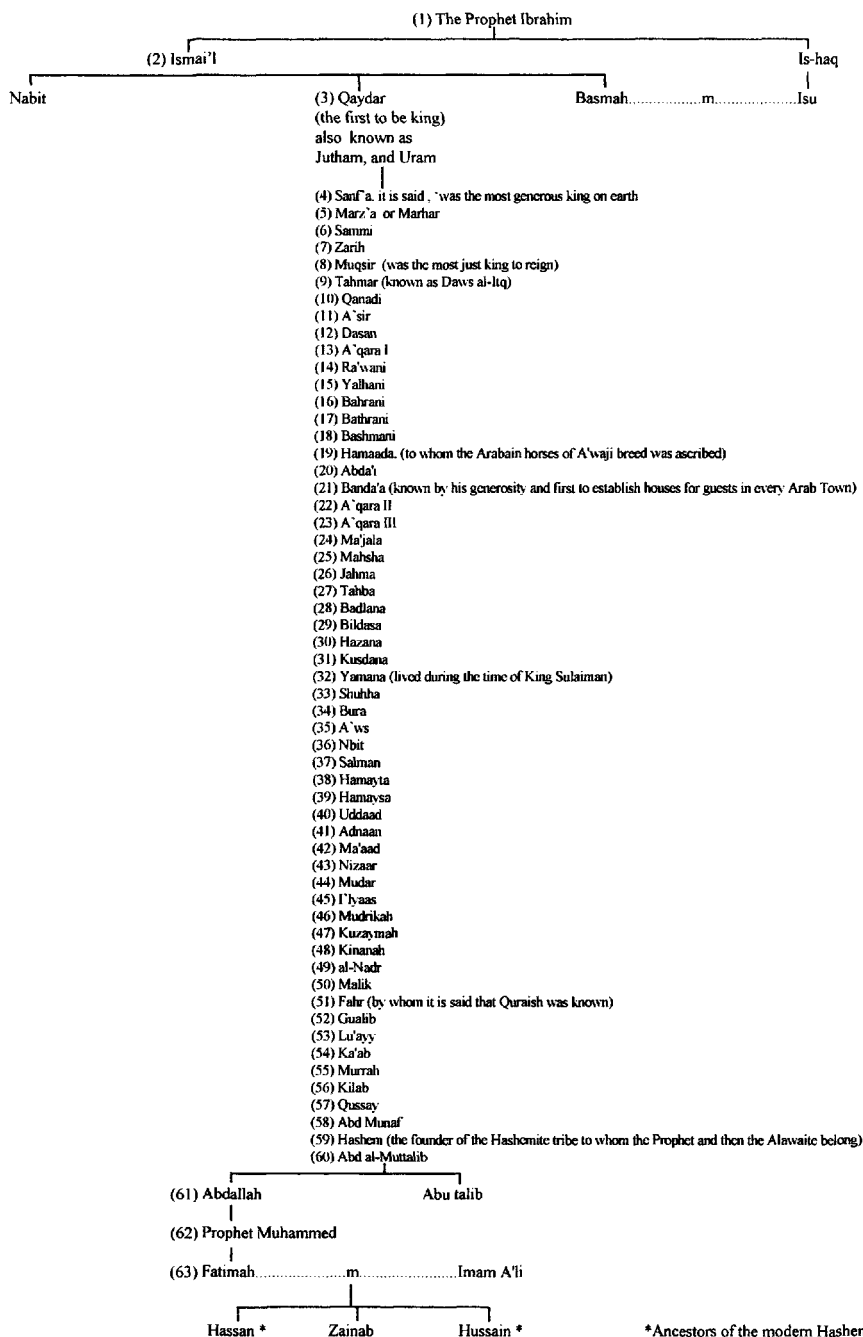 (1) The Prophet Ibrahim
(2) Ismai'l Is-haq
Nabit (3) Qaydar Basmah...................m...................Isu
(the first to be king)
also known as
Jutham, and Uram
(4) Sanf`a. it is said , `was the most generous king on earth
(5) Marz`a or Marhar
(6) Sammi
(7) Zarih
(8) Muqsir (was the most just king to reign)
(9) Tahmar (known as Daws al-Itq)
(10) Qanadi
(11) A`sir
(12) Dasan
(13) A`qara I
(14) Ra'wani
(15) Yalhani
(16) Bahrani
(17) Bathrani
(18) Bashmani
(19) Hamaada. (to whom the Arabain horses of A'waji breed was ascribed)
(20) Abda'i
(21) Banda'a (known by his generosity and first to establish houses for guests in every Arab Town)
(22) A`qara II
(23) A`qara III
(24) Ma'jala
(25) Mahsha
(26) Jahma
(27) Tahba
(28) Badlana
(29) Bildasa
(30) Hazana
(31) Kusdana
(32) Yamana (lived during the time of King Sulaiman)
(33) Shuhha
(34) Bura
(35) A`ws
(36) Nbit
(37) Salman
(38) Hamayta
(39) Hamaysa
(40) Uddaad
(41) Adnaan
(42) Ma'aad
(43) Nizaar
(44) Mudar
(45) I`lyaas
(46) Mudrikah
(47) Kuzaymah
(48) Kinanah
(49) al-Nadr
(50) Malik
(51) Fahr (by whom it is said that Quraish was known)
(52) Gualib
(53) Lu'ayy
(54) Ka'ab
(55) Murrah
(56) Kilab
(57) Qussay
(58) Abd Munaf
(59) Hashem (the founder of the Hashemite tribe to whom the Prophet and then the Alawaite belong)
(60) Abd al-Muttalib
(61) Abdallah Abu talib
(62) Prophet Muhammed
(63) Fatimah......................m.........................Imam A'li
Hassan * Zainab Hussain * *Ancestors of the modern Hasher